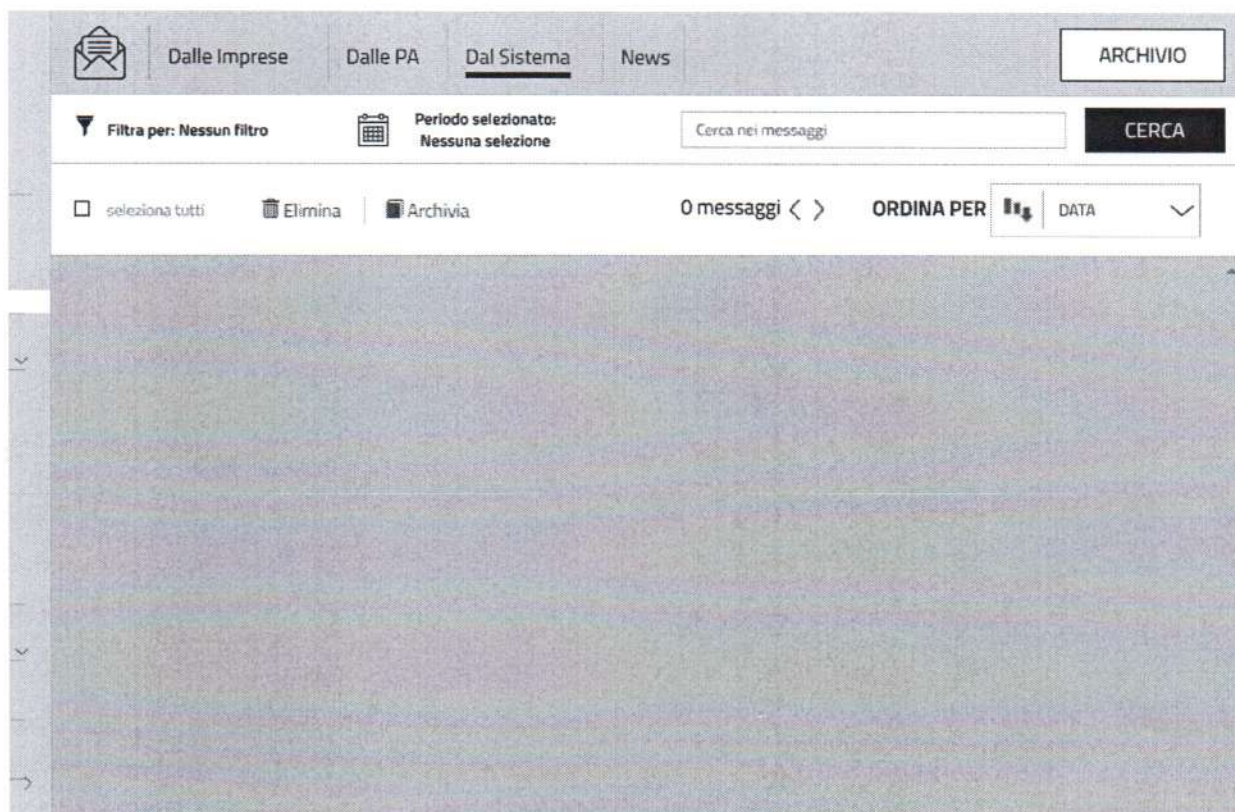 Dalle Imprese Dalle PA Dal Sistema News ARCHIVIO
Filtra per: Nessun filtro Periodo selezionato: Nessuna selezione Cerca nei messaggi CERCA
seleziona tutti Elimina Archivia 0 messaggi < > ORDINA PER DATA